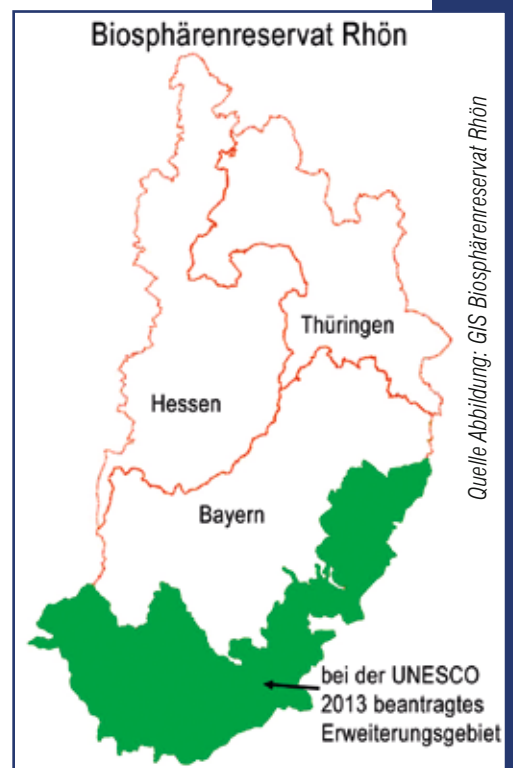 Biosphärenreservat Rhön
Quelle Abbildung: GIS Biosphärenreservat Rhön
Thüringen
Hessen
Bayern
bei der UNESCO
2013 beantragtes
Erweiterungsgebiet